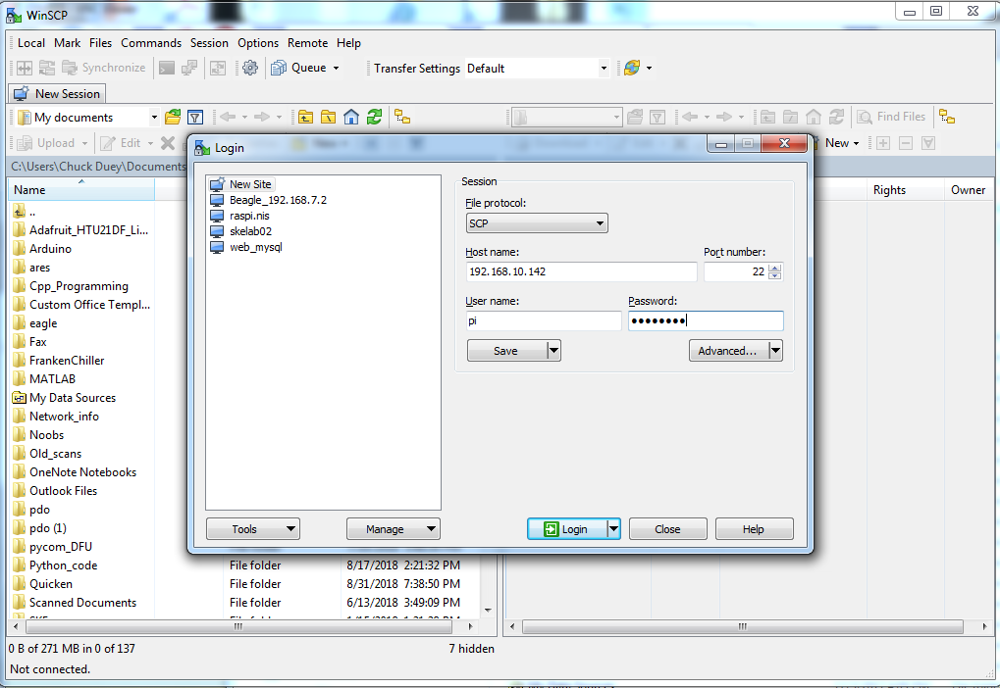 WinSCP
Local Mark Files Commands Session Options Remote Help
Synchronize Queue Transfer Settings Default
New Session
My documents Find Files
Upload Edit New
C:\Users\Chuck Duey\Documents
Name Rights Owner
..
Adafruit_HTU21DF_Li...
Arduino
ares
Cpp_Programming
Custom Office Templ...
eagle
Fax
FrankenChiller
MATLAB
My Data Sources
Network_info
Noobs
Old_scans
OneNote Notebooks
Outlook Files
pdo
pdo (1)
pycom_DFU
Python_code File folder 8/17/2018 2:21:32 PM
Quicken File folder 8/31/2018 7:38:50 PM
Scanned Documents File folder 6/13/2018 3:49:09 PM
0 B of 271 MB in 0 of 137 7 hidden
Not connected.
Login
New Site
Beagle_192.168.7.2
raspi.nis
skelab02
web_mysql
Tools Manage
Session
File protocol:
SCP
Host name: Port number:
192.168.10.142 22
User name: Password:
pi ••••••••
Save Advanced...
Login Close Help